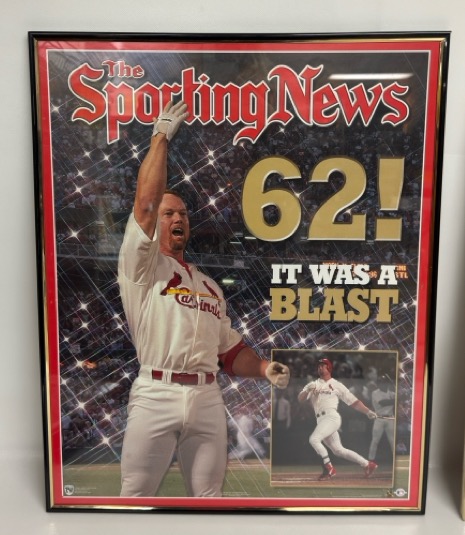 The
Sporting News
62!
IT WAS A
BLAST
Cardinals